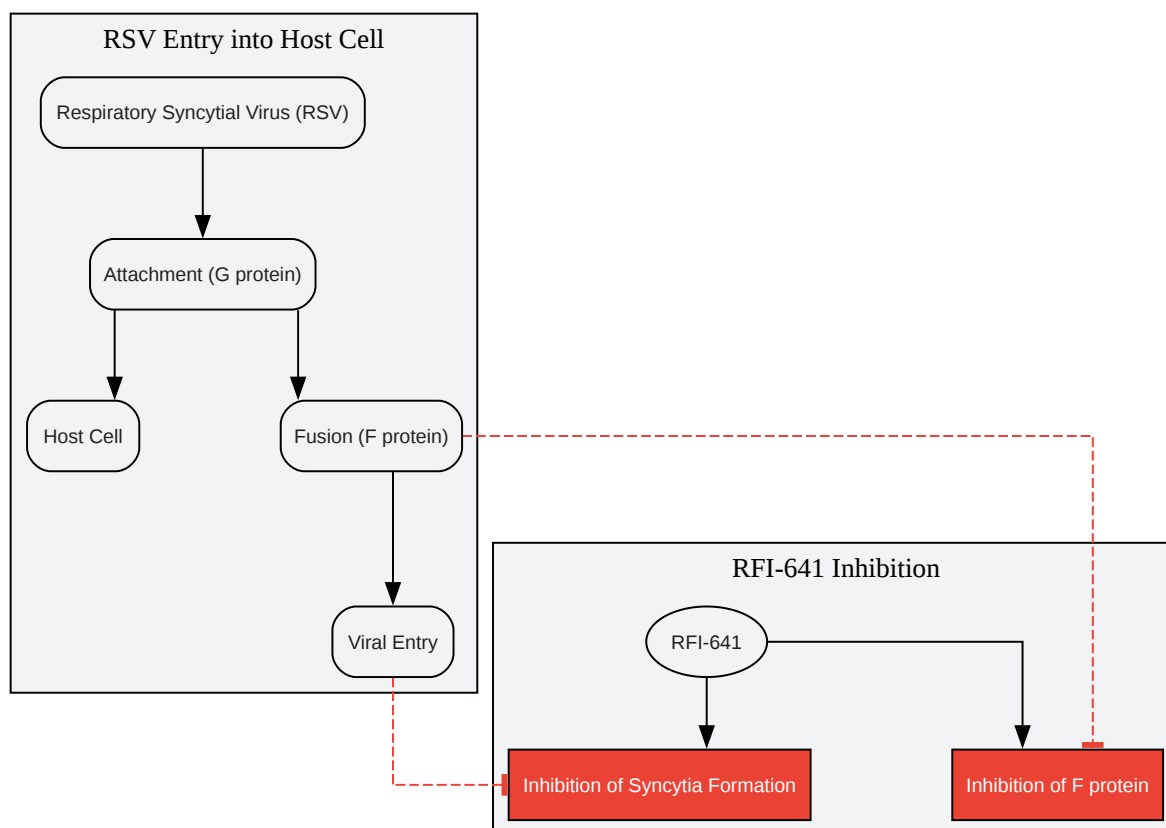 RSV Entry into Host Cell
Respiratory Syncytial Virus (RSV)
Attachment (G protein)
Host Cell
Fusion (F protein)
Viral Entry
RFI-641 Inhibition
RFI-641
Inhibition of Syncytia Formation
Inhibition of F protein